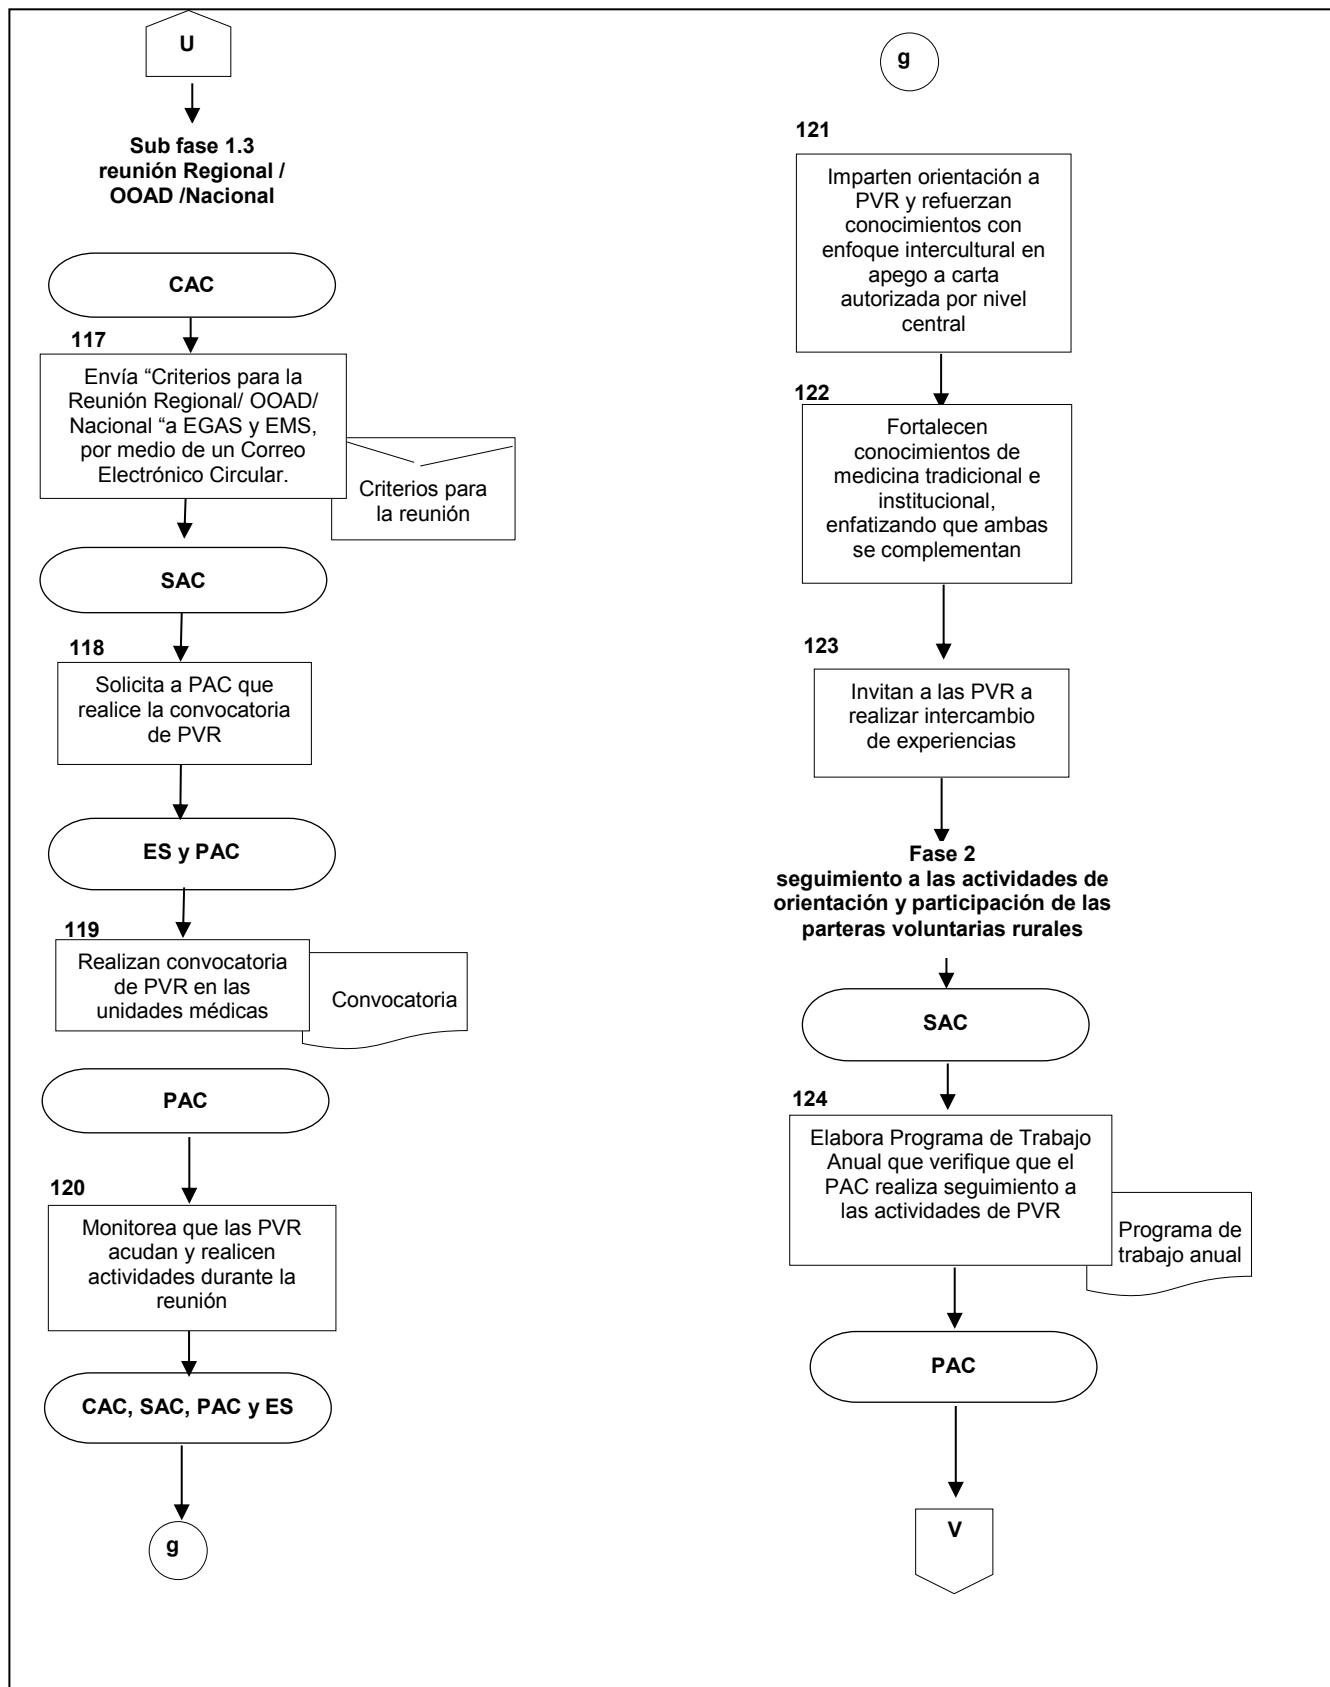 U
Sub fase 1.3
reunión Regional /
OOAD /Nacional
CAC
117
Envía “Criterios para la
Reunión Regional/ OOAD/
Nacional “a EGAS y EMS,
por medio de un Correo
Electrónico Circular.
Criterios para
la reunión
SAC
118
Solicita a PAC que
realice la convocatoria
de PVR
ES y PAC
119
Realizan convocatoria
de PVR en las
unidades médicas
Convocatoria
PAC
120
Monitorea que las PVR
acudan y realicen
actividades durante la
reunión
CAC, SAC, PAC y ES
g
g
121
Imparten orientación a
PVR y refuerzan
conocimientos con
enfoque intercultural en
apego a carta
autorizada por nivel
central
122
Fortalecen
conocimientos de
medicina tradicional e
institucional,
enfatizando que ambas
se complementan
123
Invitan a las PVR a
realizar intercambio
de experiencias
Fase 2
seguimiento a las actividades de
orientación y participación de las
parteras voluntarias rurales
SAC
124
Elabora Programa de Trabajo
Anual que verifique que el
PAC realiza seguimiento a
las actividades de PVR
Programa de
trabajo anual
PAC
V